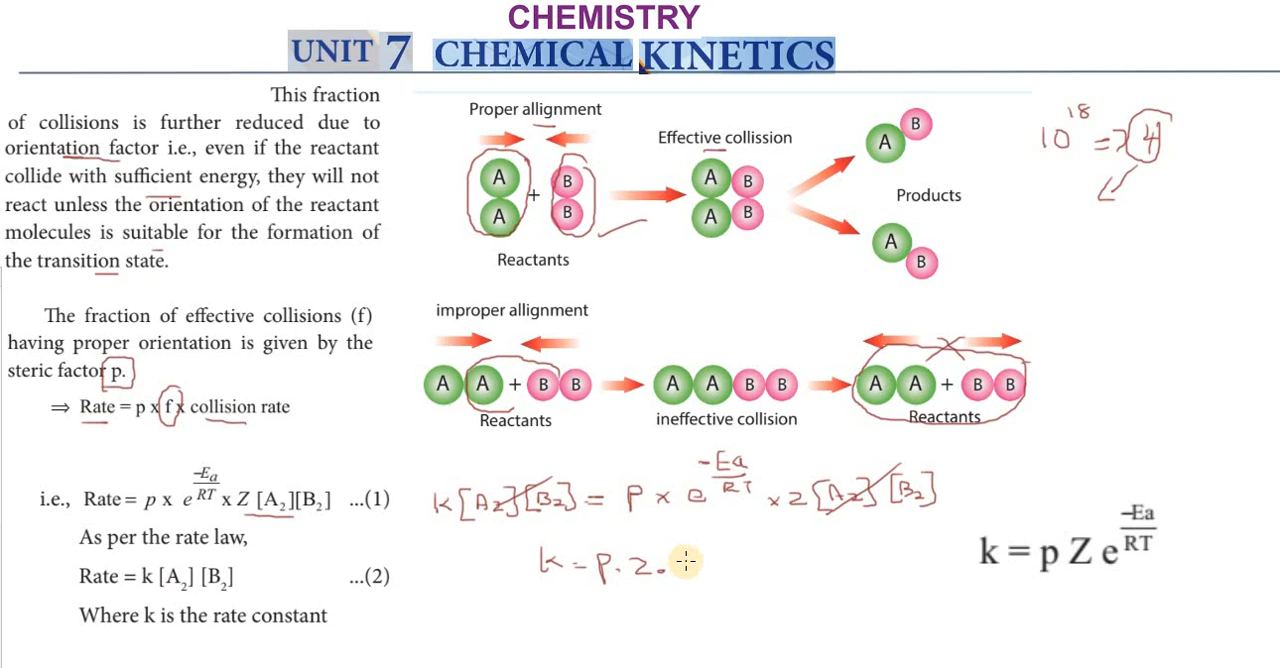 CHEMISTRY
UNIT 7 CHEMICAL KINETICS
This fraction
of collisions is further reduced due to
orientation factor i.e., even if the reactant
collide with sufficient energy, they will not
react unless the orientation of the reactant
molecules is suitable for the formation of
the transition state.
The fraction of effective collisions (f)
having proper orientation is given by the
steric factor p.
⇒ Rate = p x f x collision rate
i.e., Rate = p x e^(-Ea/RT) x Z [A₂][B₂] ...(1)
As per the rate law,
Rate = k [A₂] [B₂] ...(2)
Where k is the rate constant
Proper allignment
A
A
+
B
B
Reactants
Effective collission
A B
A B
A B
Products
A B
10^18 => 4
improper allignment
A A + B B
Reactants
A A B B
ineffective collision
A A + B B
Reactants
k[A2][B2] = P x e^(-Ea/RT) x Z[A2][B2]
k = P. Z.
k = p Z e^(-Ea/RT)